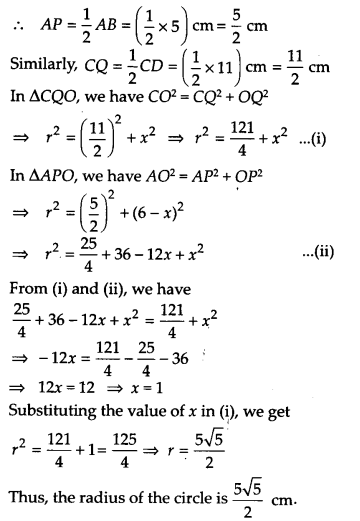 ∴ AP = 1/2 AB = (1/2 × 5) cm = 5/2 cm
Similarly, CQ = 1/2 CD = (1/2 × 11) cm = 11/2 cm
In ΔCQO, we have CO² = CQ² + OQ²
⇒ r² = (11/2)² + x² ⇒ r² = 121/4 + x² ...(i)
In ΔAPO, we have AO² = AP² + OP²
⇒ r² = (5/2)² + (6 – x)²
⇒ r² = 25/4 + 36 – 12x + x² ...(ii)
From (i) and (ii), we have
25/4 + 36 – 12x + x² = 121/4 + x²
⇒ –12x = 121/4 – 25/4 – 36
⇒ 12x = 12 ⇒ x = 1
Substituting the value of x in (i), we get
r² = 121/4 + 1 = 125/4 ⇒ r = 5√5/2
Thus, the radius of the circle is 5√5/2 cm.